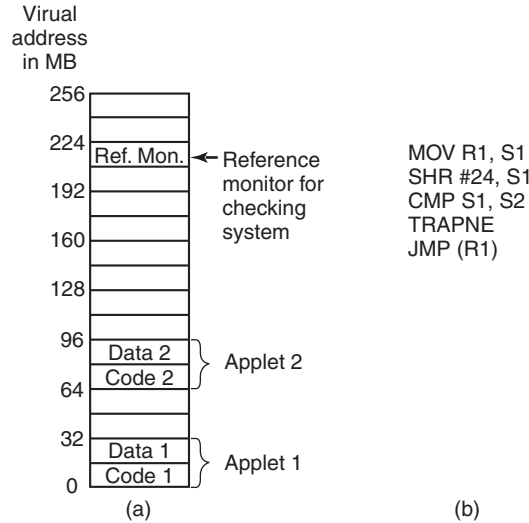 Virual
address
in MB
256
224
Ref. Mon.
Reference
monitor for
checking
system
192
160
128
96
Data 2
Code 2
Applet 2
64
32
Data 1
Code 1
Applet 1
0
(a)
MOV R1, S1
SHR #24, S1
CMP S1, S2
TRAPNE
JMP (R1)
(b)